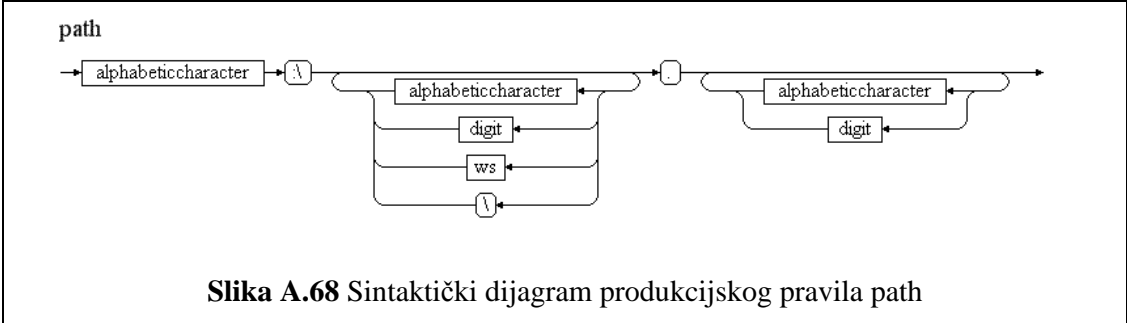 path
alphabeticcharacter :\ alphabeticcharacter . alphabeticcharacter
digit digit
ws
\
Slika A.68 Sintaktički dijagram produkcijskog pravila path